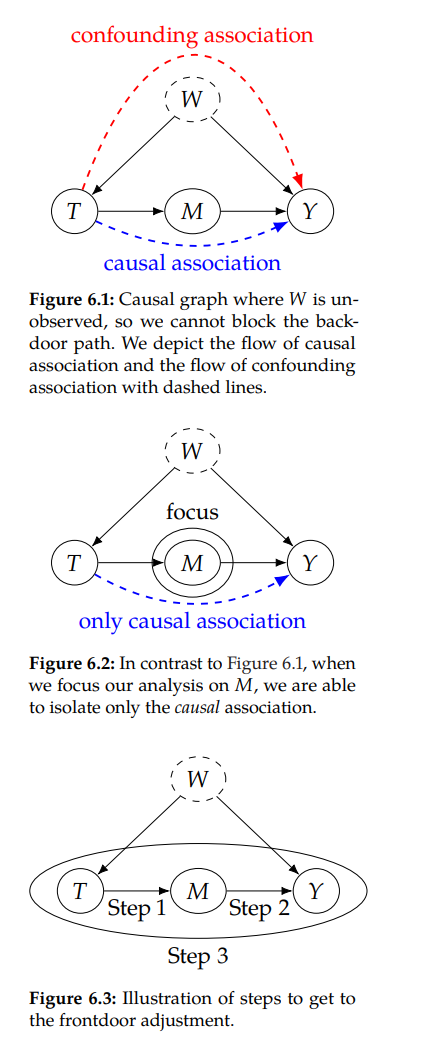 confounding association
W
T
M
Y
causal association
Figure 6.1: Causal graph where W is un-
observed, so we cannot block the back-
door path. We depict the flow of causal
association and the flow of confounding
association with dashed lines.
W
focus
T
M
Y
only causal association
Figure 6.2: In contrast to Figure 6.1, when
we focus our analysis on M, we are able
to isolate only the causal association.
W
T
M
Y
Step 1
Step 2
Step 3
Figure 6.3: Illustration of steps to get to
the frontdoor adjustment.